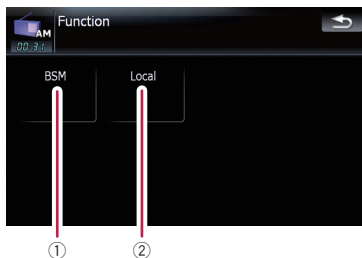 Function
AM
00:31
BSM Local
① ②